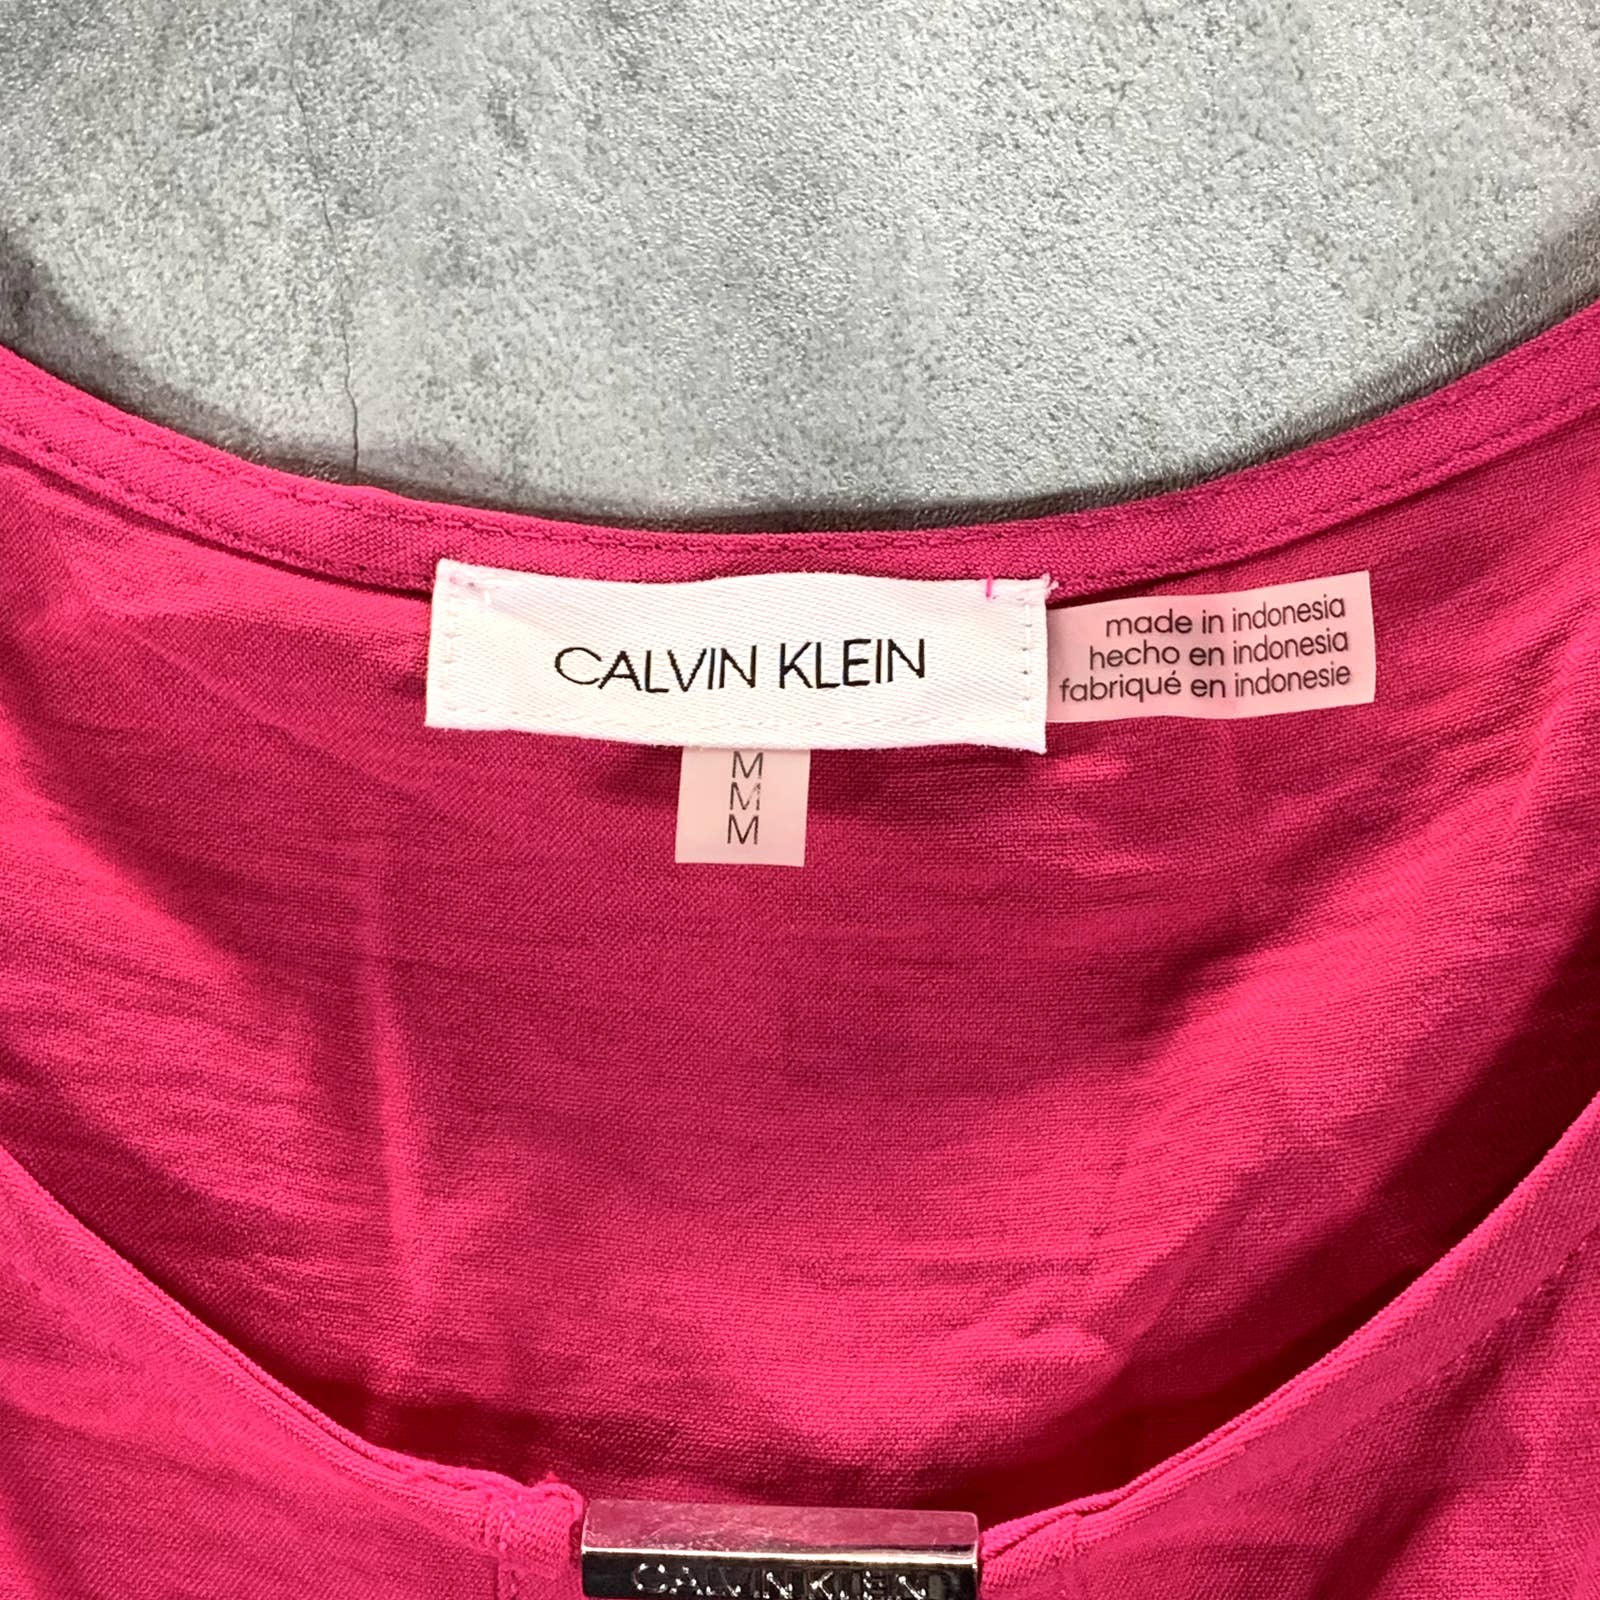 CALVIN KLEIN
made in indonesia
hecho en indonesia
fabriqué en indonesie
M
M
M
CALVIN KLEIN